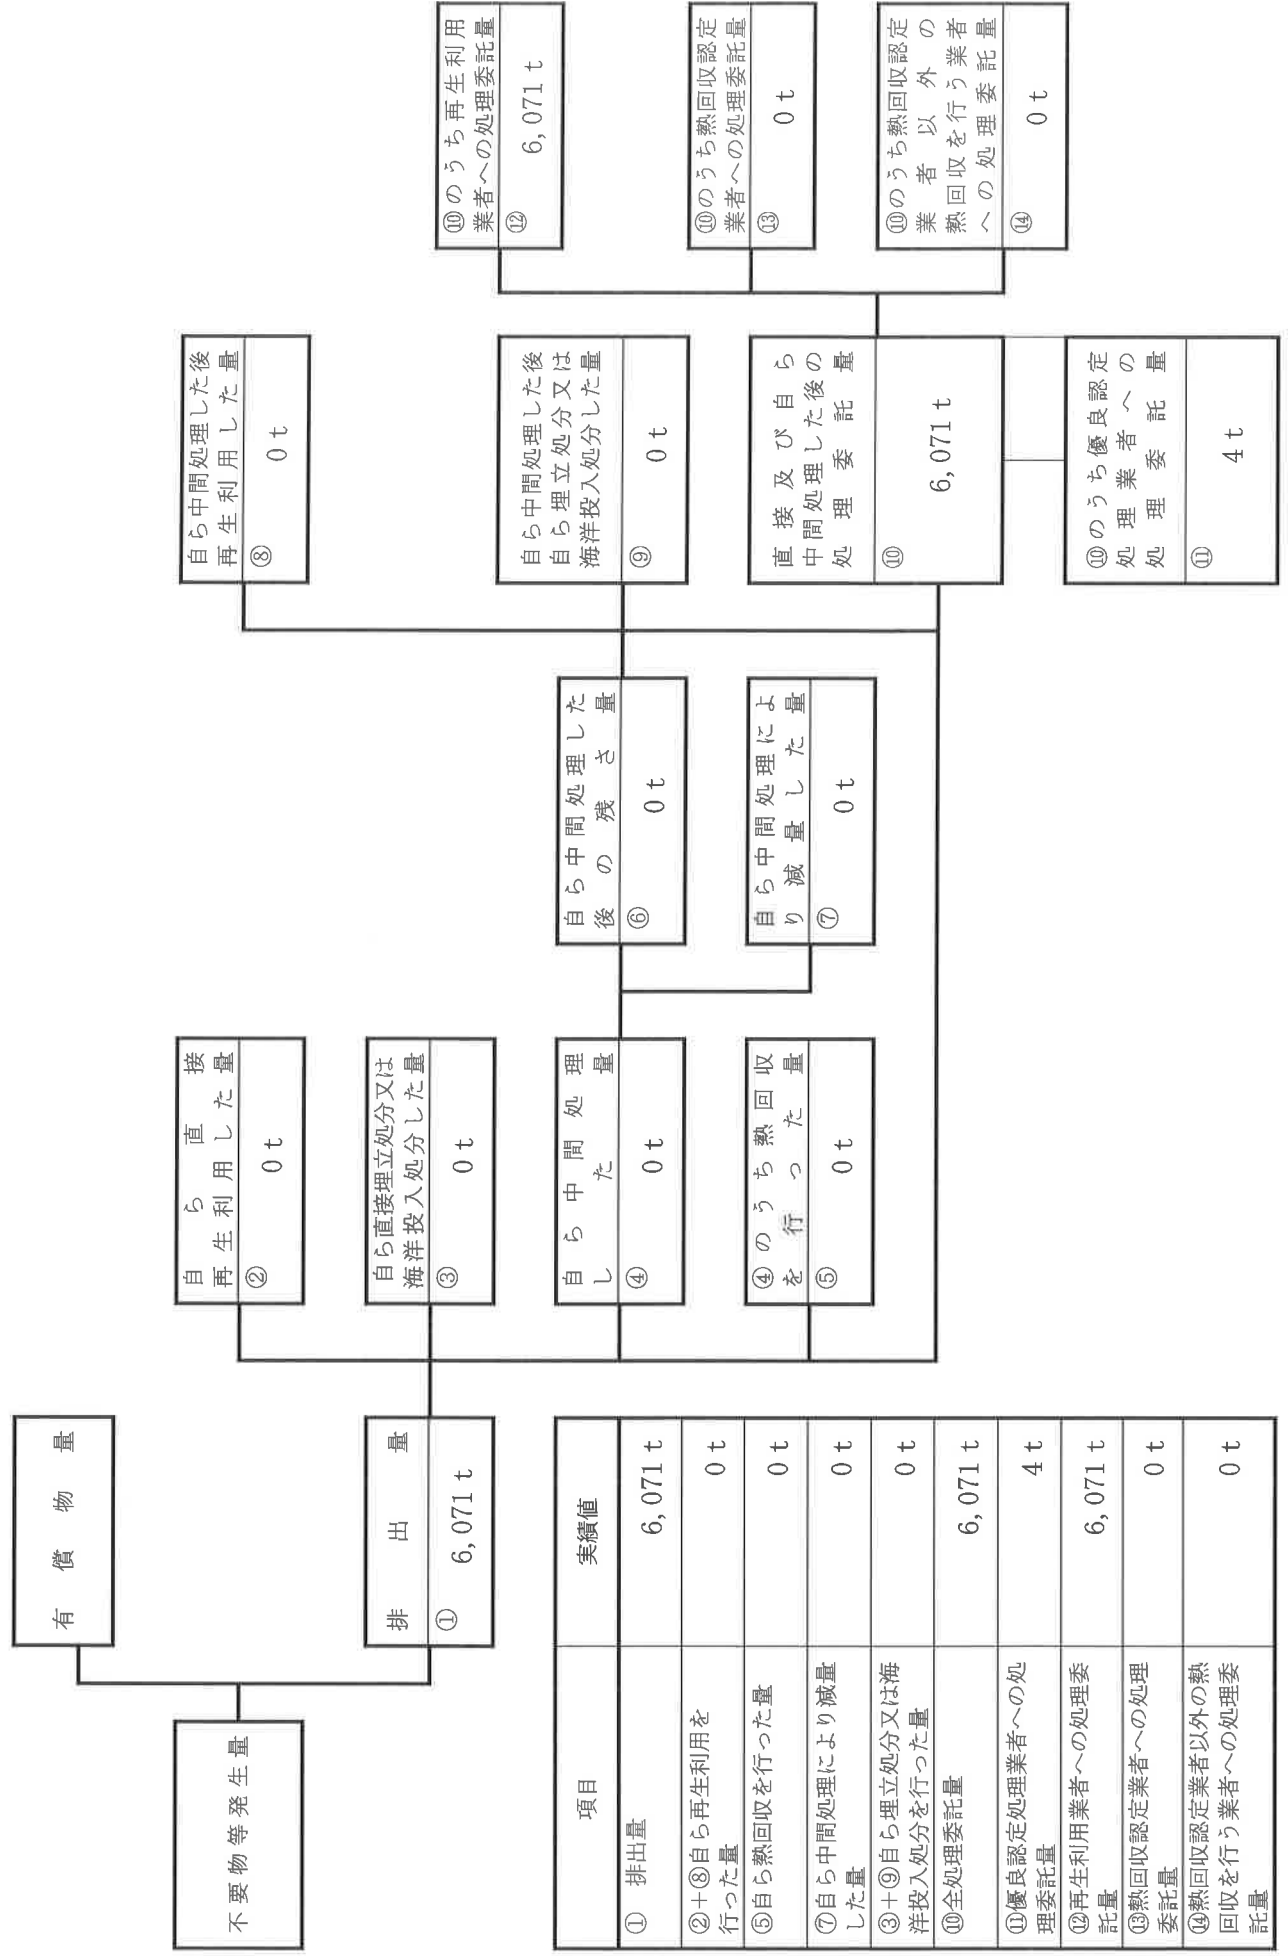 不要物等発生量
有償物量
排出量
① 6,071 t
自ら直接
再生利用した量
② 0 t
自ら直接埋立処分又は
海洋投入処分した量
③ 0 t
自ら中間処理
した量
④ 0 t
④のうち熱回収
を行った量
⑤ 0 t
自ら中間処理した
後の残さ量
⑥ 0 t
自ら中間処理によ
り減量した量
⑦ 0 t
自ら中間処理した後
再生利用した量
⑧ 0 t
自ら中間処理した後
自ら埋立処分又は
海洋投入処分した量
⑨ 0 t
直接及び自ら
中間処理した後の
処理委託量
⑩ 6,071 t
⑩のうち優良認定
処理業者への
処理委託量
⑪ 4 t
⑩のうち再生利用
業者への処理委託量
⑫ 6,071 t
⑩のうち熱回収認定
業者への処理委託量
⑬ 0 t
⑩のうち熱回収認定
業者以外の
熱回収を行う業者
への処理委託量
⑭ 0 t
項目 実績値
① 排出量 6,071 t
②+⑧自ら再生利用を
行った量 0 t
⑤自ら熱回収を行った量 0 t
⑦自ら中間処理により減量
した量 0 t
③+⑨自ら埋立処分又は海
洋投入処分を行った量 0 t
⑩全処理委託量 6,071 t
⑪優良認定処理業者への処
理委託量 4 t
⑫再生利用業者への処理委
託量 6,071 t
⑬熱回収認定業者への処理
委託量 0 t
⑭熱回収認定業者以外の熱
回収を行う業者への処理委
託量 0 t